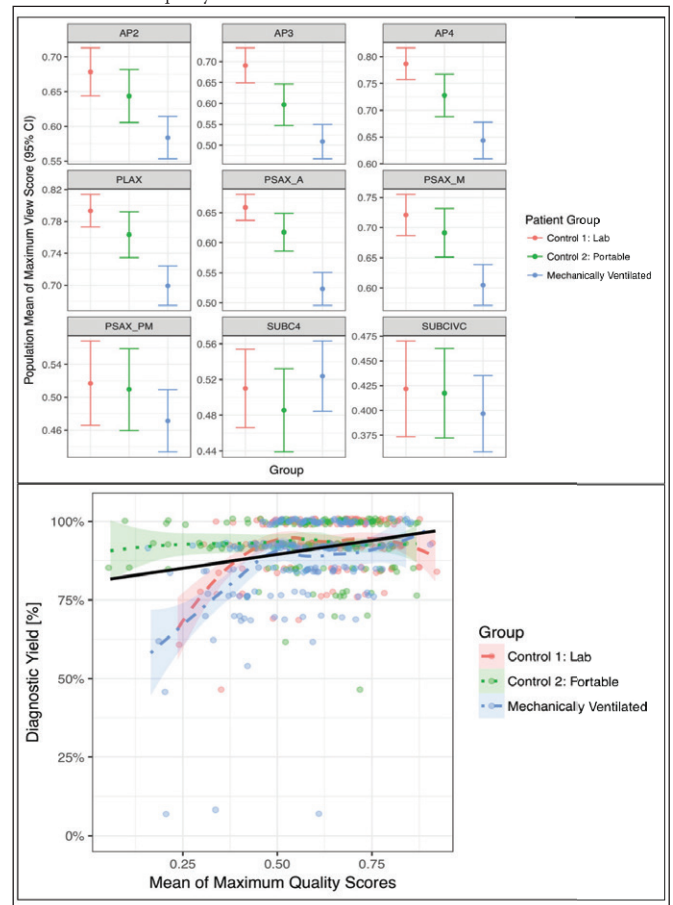 AP2
AP3
AP4
0.70
0.65
0.60
0.55
0.70
0.65
0.60
0.55
0.50
0.80
0.75
0.70
0.65
0.60
PLAX
PSAX_A
PSAX_M
0.82
0.78
0.74
0.70
0.65
0.60
0.55
0.50
0.75
0.70
0.65
0.60
PSAX_PM
SUBC4
SUBCIVC
0.54
0.50
0.46
0.56
0.52
0.48
0.44
0.475
0.450
0.425
0.400
0.375
Population Mean of Maximum View Score (95% CI)
Group
Patient Group
Control 1: Lab
Control 2: Portable
Mechanically Ventilated
100%
75%
50%
25%
0%
Diagnostic Yield [%]
0.25
0.50
0.75
Mean of Maximum Quality Scores
Group
Control 1: Lab
Control 2: Fortable
Mechanically Ventilated